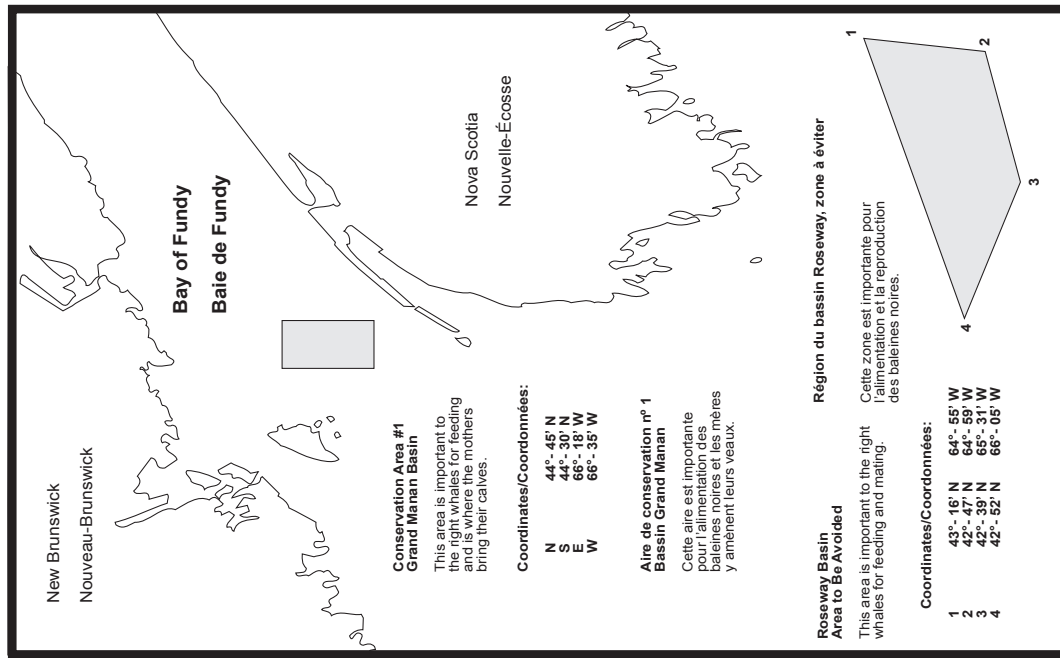 New Brunswick
Nouveau-Brunswick
Bay of Fundy
Baie de Fundy
Nova Scotia
Nouvelle-Écosse
Conservation Area #1
Grand Manan Basin
This area is important to
the right whales for feeding
and is where the mothers
bring their calves.
Coordinates/Coordonnées:
N 44°- 45' N
S 44°- 30' N
E 66°- 18' W
W 66°- 35' W
Aire de conservation nº 1
Bassin Grand Manan
Cette aire est importante
pour l'alimentation des
baleines noires et les mères
y amènent leurs veaux.
Roseway Basin
Area to Be Avoided
This area is important to the right
whales for feeding and mating.
Région du bassin Roseway, zone à éviter
Cette zone est importante pour
l'alimentation et la reproduction
des baleines noires.
Coordinates/Coordonnées:
1 43°- 16' N 64°- 55' W
2 42°- 47' N 64°- 59' W
3 42°- 39' N 65°- 31' W
4 42°- 52' N 66°- 05' W
1
2
3
4